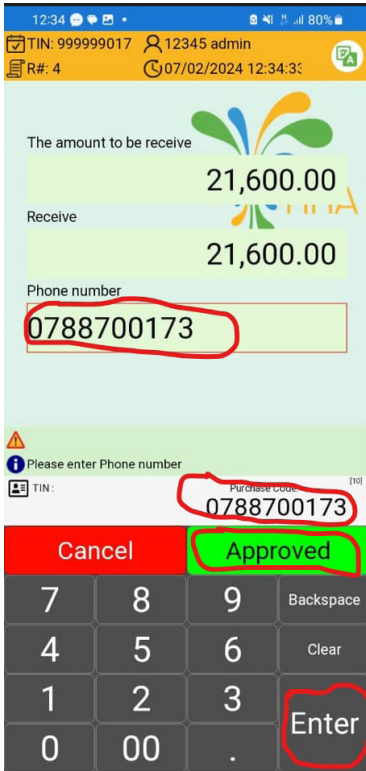 12:34 80%
TIN: 999999017 12345 admin
R#: 4 07/02/2024 12:34:33
The amount to be receive
21,600.00
Receive
21,600.00
Phone number
0788700173
Please enter Phone number
TIN: Purchase Code [10]
0788700173
Cancel Approved
7 8 9 Backspace
4 5 6 Clear
1 2 3 Enter
0 00 .